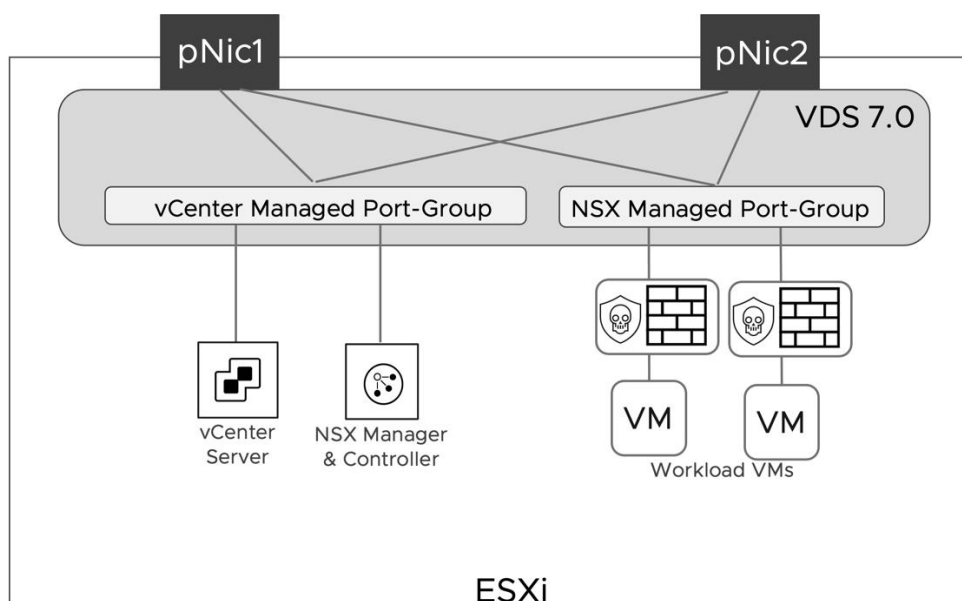 pNic1
pNic2
VDS 7.0
vCenter Managed Port-Group
NSX Managed Port-Group
vCenter
Server
NSX Manager
& Controller
VM
VM
Workload VMs
ESXi